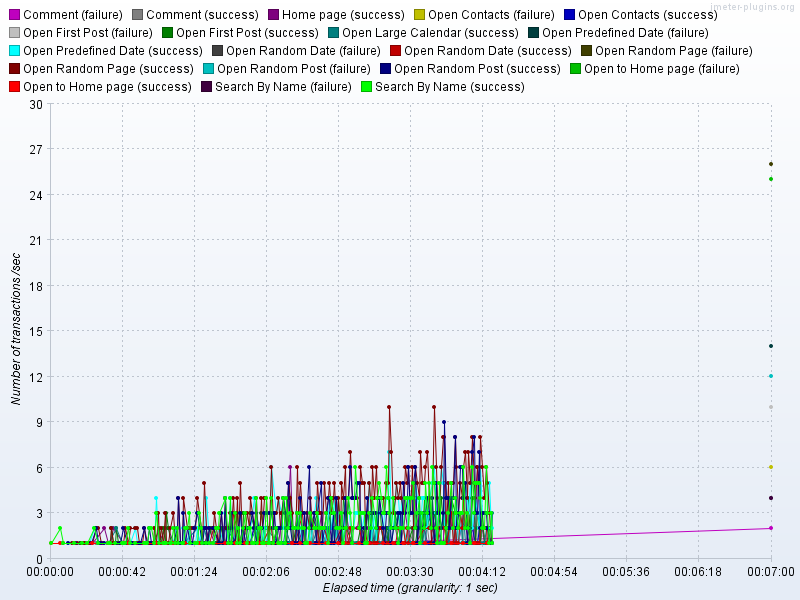 jmeter-plugins.org
Comment (failure) Comment (success) Home page (success) Open Contacts (failure) Open Contacts (success)
Open First Post (failure) Open First Post (success) Open Large Calendar (success) Open Predefined Date (failure)
Open Predefined Date (success) Open Random Date (failure) Open Random Date (success) Open Random Page (failure)
Open Random Page (success) Open Random Post (failure) Open Random Post (success) Open to Home page (failure)
Open to Home page (success) Search By Name (failure) Search By Name (success)
30
27
24
21
18
15
12
9
6
3
0
Number of transactions /sec
00:00:00 00:00:42 00:01:24 00:02:06 00:02:48 00:03:30 00:04:12 00:04:54 00:05:36 00:06:18 00:07:00
Elapsed time (granularity: 1 sec)